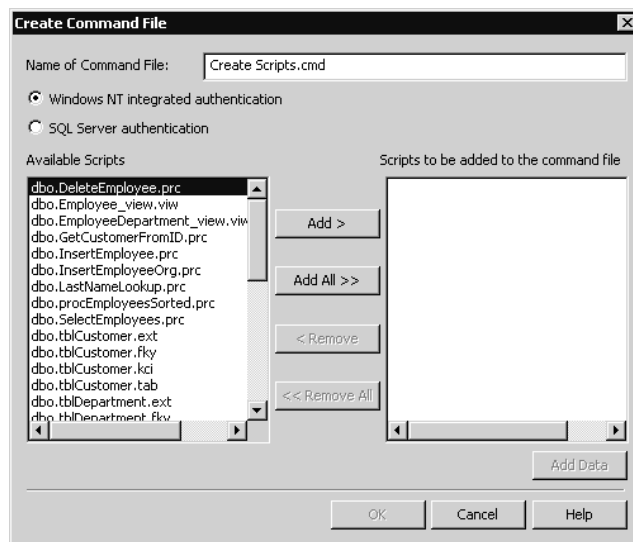 Create Command File
Name of Command File: Create Scripts.cmd
Windows NT integrated authentication
SQL Server authentication
Available Scripts
Scripts to be added to the command file
dbo.DeleteEmployee.prc
dbo.Employee_view.viw
dbo.EmployeeDepartment_view.viw
dbo.GetCustomerFromID.prc
dbo.InsertEmployee.prc
dbo.InsertEmployeeOrg.prc
dbo.LastNameLookup.prc
dbo.procEmployeesSorted.prc
dbo.SelectEmployees.prc
dbo.tblCustomer.ext
dbo.tblCustomer.fky
dbo.tblCustomer.kci
dbo.tblCustomer.tab
dbo.tblDepartment.ext
dbo.tblDepartment.fky
Add >
Add All >>
< Remove
<< Remove All
Add Data
OK
Cancel
Help